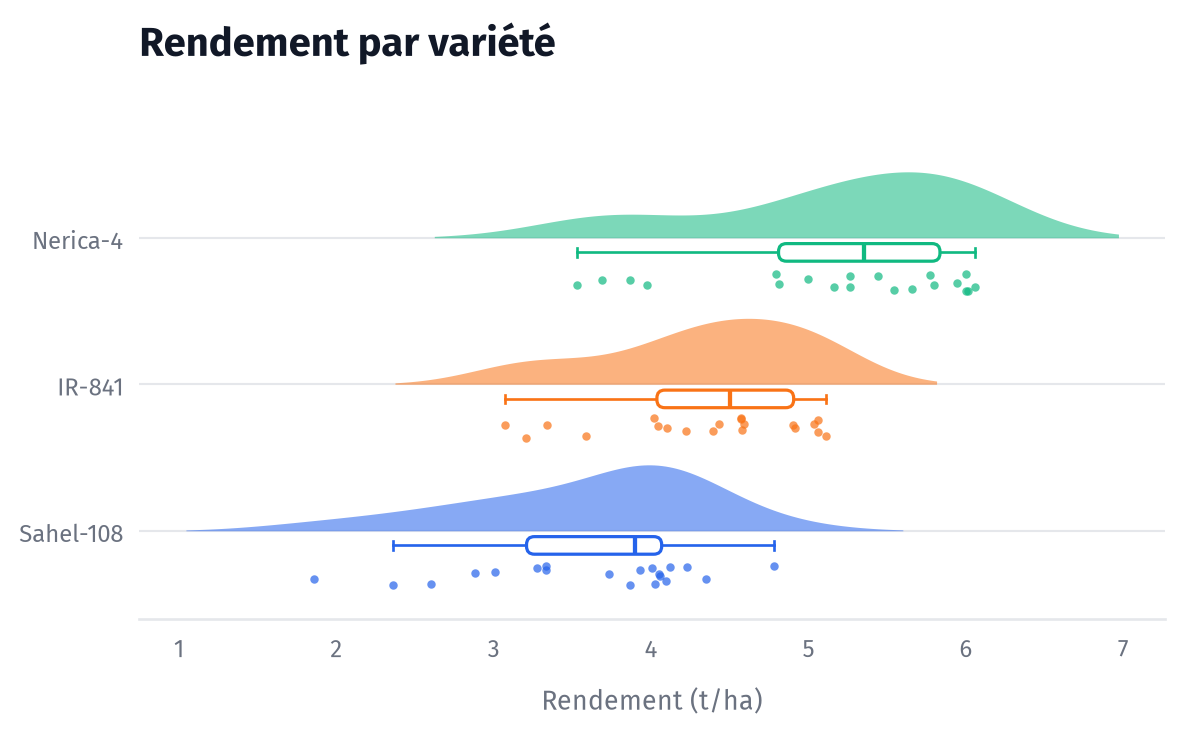 Rendement par variété
Nerica-4
IR-841
Sahel-108
1 2 3 4 5 6 7
Rendement (t/ha)